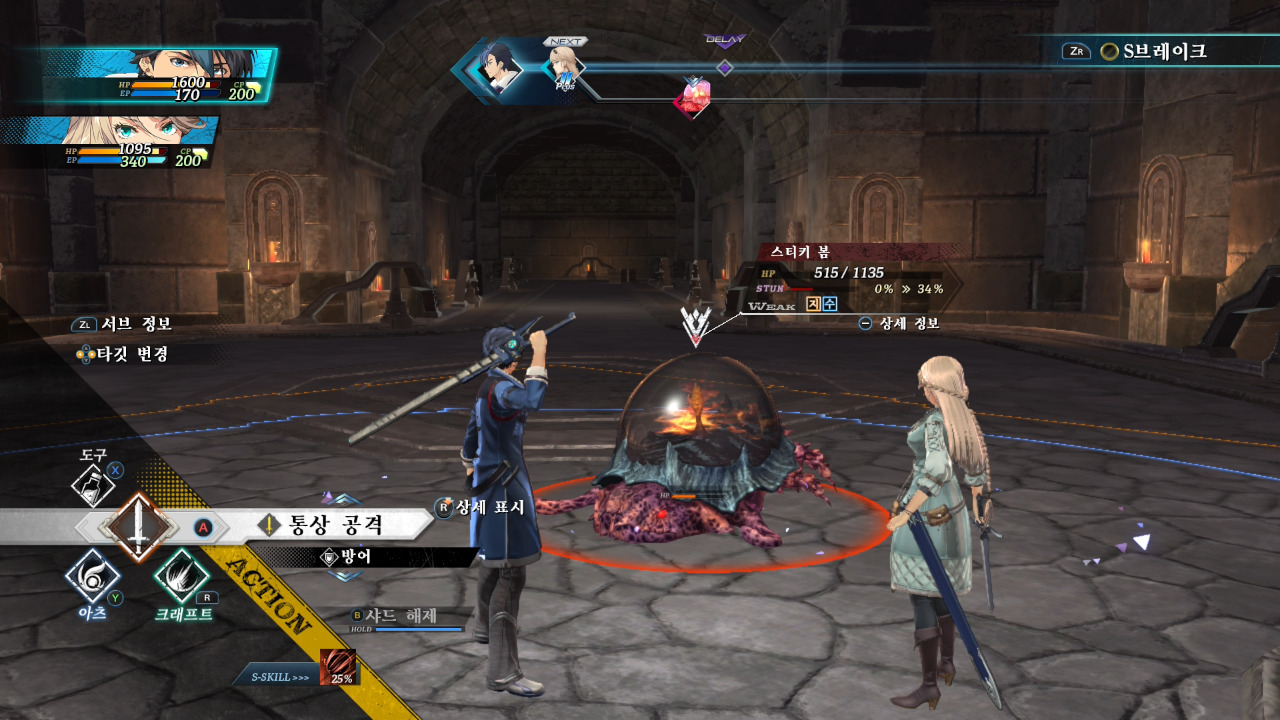 HP 1600
EP 170
CP 200
HP 1095
EP 340
CP 200
NEXT
DELAY
ZR S브레이크
스티키 봄
HP 515 / 1135
STUN 0% » 34%
WEAK 지 수
상세 정보
ZL 서브 정보
타깃 변경
도구
X
A
통상 공격
R 상세 표시
방어
Y
아츠
R
크래프트
ACTION
B 샤드 해제
HOLD
S-SKILL >>>
25%
HP